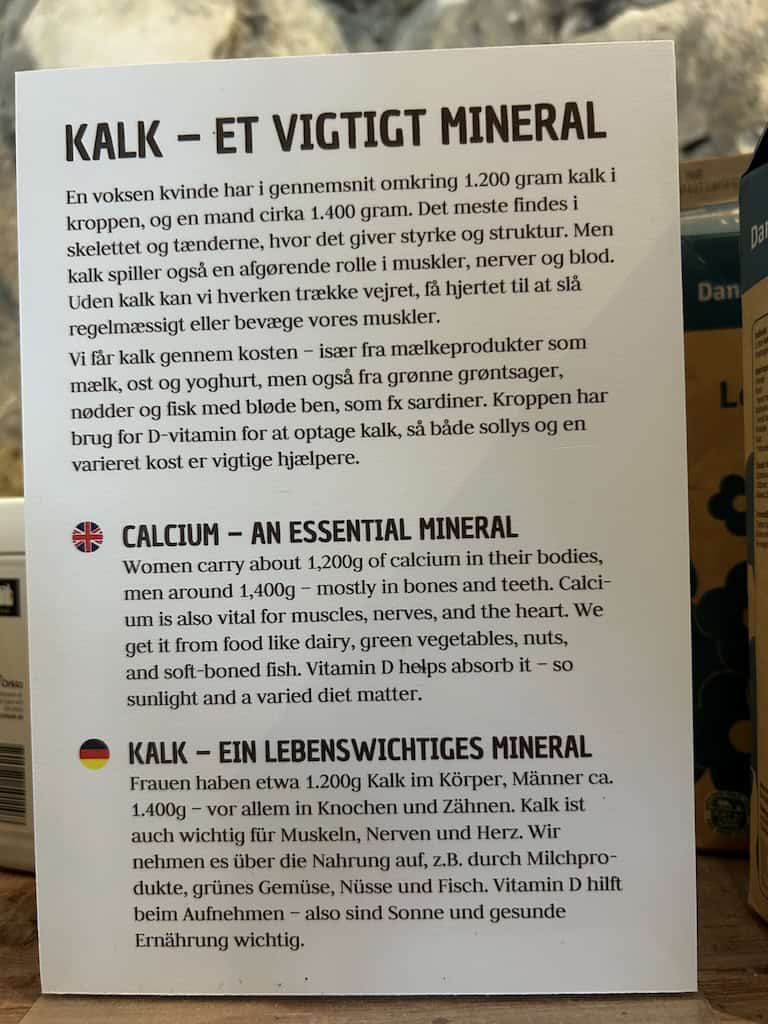 KALK – ET VIGTIGT MINERAL
En voksen kvinde har i gennemsnit omkring 1.200 gram kalk i
kroppen, og en mand cirka 1.400 gram. Det meste findes i
skelettet og tænderne, hvor det giver styrke og struktur. Men
kalk spiller også en afgørende rolle i muskler, nerver og blod.
Uden kalk kan vi hverken trække vejret, få hjertet til at slå
regelmæssigt eller bevæge vores muskler.
Vi får kalk gennem kosten – især fra mælkeprodukter som
mælk, ost og yoghurt, men også fra grønne grøntsager,
nødder og fisk med bløde ben, som fx sardiner. Kroppen har
brug for D-vitamin for at optage kalk, så både sollys og en
varieret kost er vigtige hjælpere.
CALCIUM – AN ESSENTIAL MINERAL
Women carry about 1,200g of calcium in their bodies,
men around 1,400g – mostly in bones and teeth. Calci-
um is also vital for muscles, nerves, and the heart. We
get it from food like dairy, green vegetables, nuts,
and soft-boned fish. Vitamin D helps absorb it – so
sunlight and a varied diet matter.
KALK – EIN LEBENSWICHTIGES MINERAL
Frauen haben etwa 1.200g Kalk im Körper, Männer ca.
1.400g – vor allem in Knochen und Zähnen. Kalk ist
auch wichtig für Muskeln, Nerven und Herz. Wir
nehmen es über die Nahrung auf, z.B. durch Milchpro-
dukte, grünes Gemüse, Nüsse und Fisch. Vitamin D hilft
beim Aufnehmen – also sind Sonne und gesunde
Ernährung wichtig.
Dan